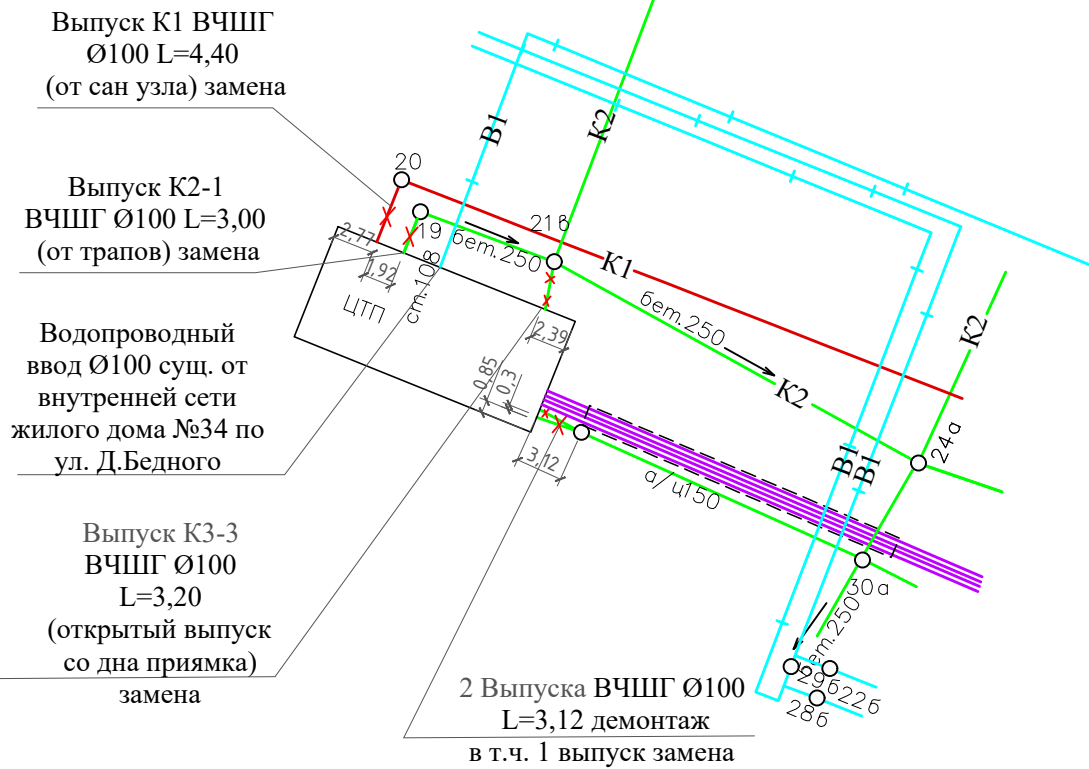 Выпуск К1 ВЧШГ
Ø100 L=4,40
(от сан узла) замена
Выпуск К2-1
ВЧШГ Ø100 L=3,00
(от трапов) замена
Водопроводный
ввод Ø100 сущ. от
внутренней сети
жилого дома №34 по
ул. Д.Бедного
Выпуск К3-3
ВЧШГ Ø100
L=3,20
(открытый выпуск
со дна приямка)
замена
2 Выпуска ВЧШГ Ø100
L=3,12 демонтаж
в т.ч. 1 выпуск замена
В1
К2
20
19
бет.250
21в
К1
2,77
1,92
ЦТП
ст.108
бет.250
К2
К2
2,39
0,85
0,3
3,12
а/ц150
В1
В1
24а
30а
бет.250
29б
22б
28б